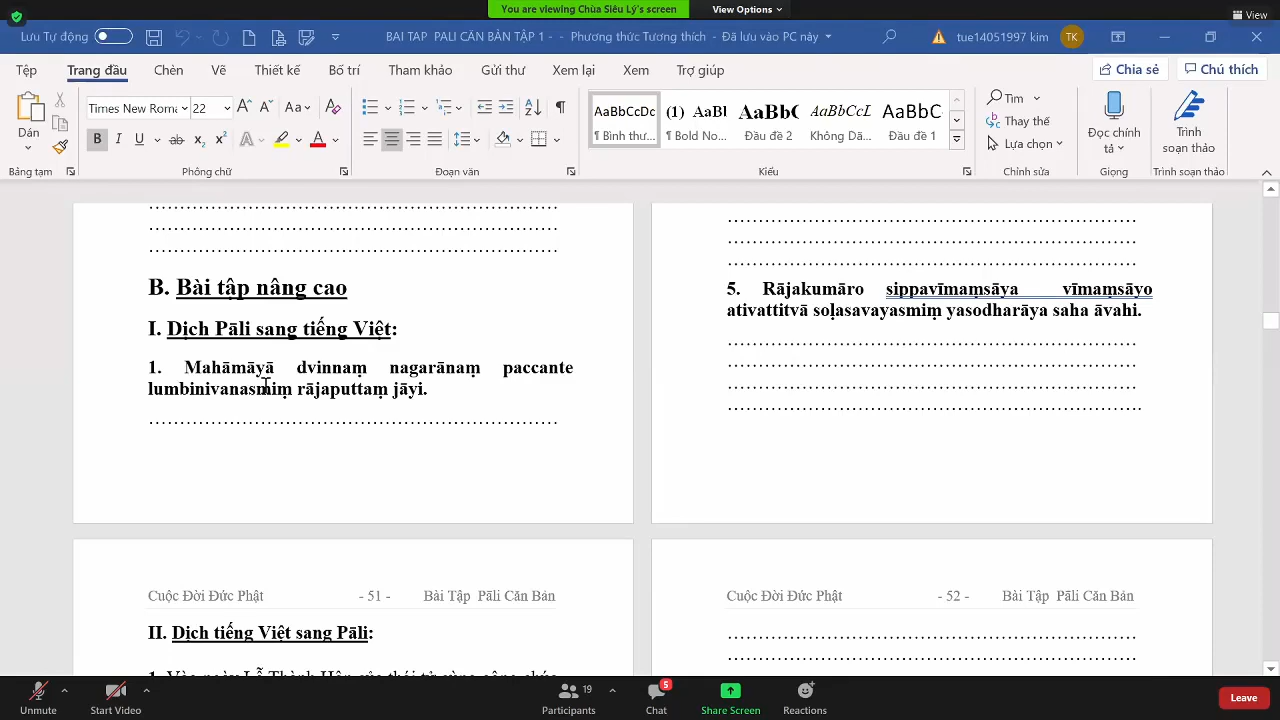 You are viewing Chùa Siêu Lý's screen
View Options
View
Lưu Tự động
BAI TAP PALI CĂN BẢN TẬP 1 - - Phương thức Tương thích - Đã lưu vào PC này
tue14051997 kim
TK
Tệp
Trang đầu
Chèn
Vẽ
Thiết kế
Bố trí
Tham khảo
Gửi thư
Xem lại
Xem
Trợ giúp
Chia sẻ
Chú thích
Dán
Times New Roma
22
Aa
AaBbCcDc
(1) AaBl
AaBb(
AaBbCcL
AaBbC
¶ Bình thư...
¶ Bold No...
Đầu đề 2
Không Dã...
Đầu đề 1
Tìm
Thay thế
Lựa chọn
Đọc chính tả
Trình soạn thảo
Bảng tạm
Phông chữ
Đoạn văn
Kiểu
Chỉnh sửa
Giọng
Trình soạn thảo
B. Bài tập nâng cao
I. Dịch Pāli sang tiếng Việt:
1. Mahāmāyā dvinnaṃ nagarānaṃ paccante
lumbinivanasmiṃ rājaputtaṃ jāyi.
5. Rājakumāro sippavīmaṃsāya vīmaṃsāyo
ativattitvā soḷasavayasmiṃ yasodharāya saha āvahi.
Cuộc Đời Đức Phật - 51 - Bài Tập Pāli Căn Bản
II. Dịch tiếng Việt sang Pāli:
Cuộc Đời Đức Phật - 52 - Bài Tập Pāli Căn Bản
Unmute
Start Video
Participants
19
Chat
5
Share Screen
Reactions
Leave